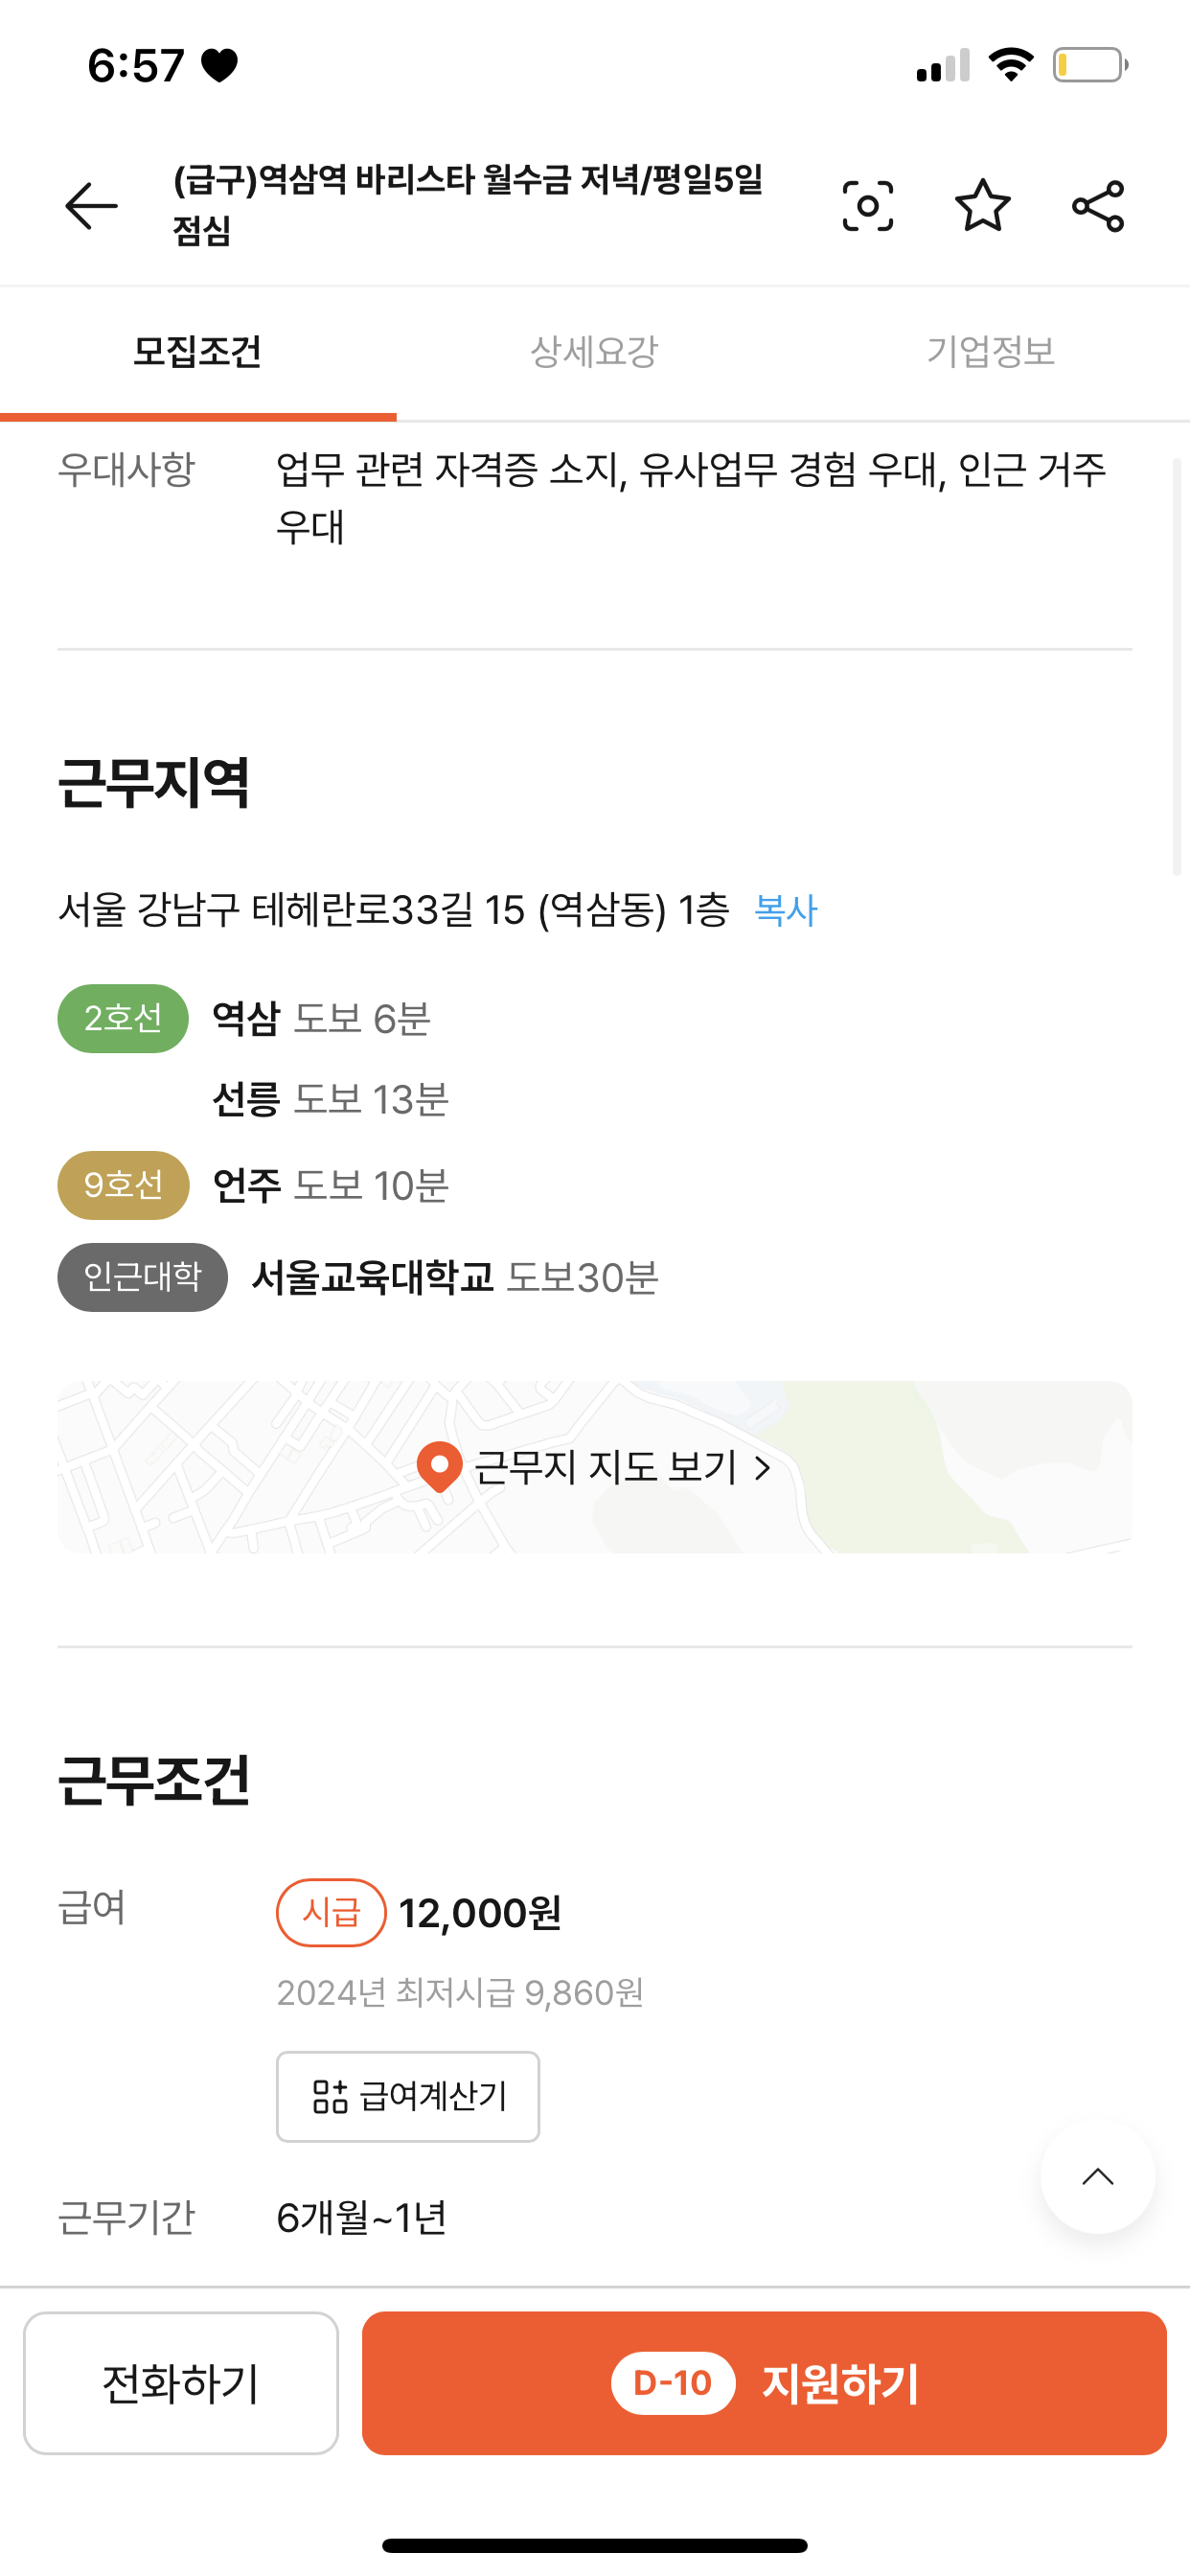 6:57
(급구)역삼역 바리스타 월수금 저녁/평일5일
점심
모집조건 상세요강 기업정보
우대사항 업무 관련 자격증 소지, 유사업무 경험 우대, 인근 거주
우대
근무지역
서울 강남구 테헤란로33길 15 (역삼동) 1층 복사
2호선 역삼 도보 6분
선릉 도보 13분
9호선 언주 도보 10분
인근대학 서울교육대학교 도보30분
근무지 지도 보기
근무조건
급여 시급 12,000원
2024년 최저시급 9,860원
급여계산기
근무기간 6개월~1년
전화하기 D-10 지원하기